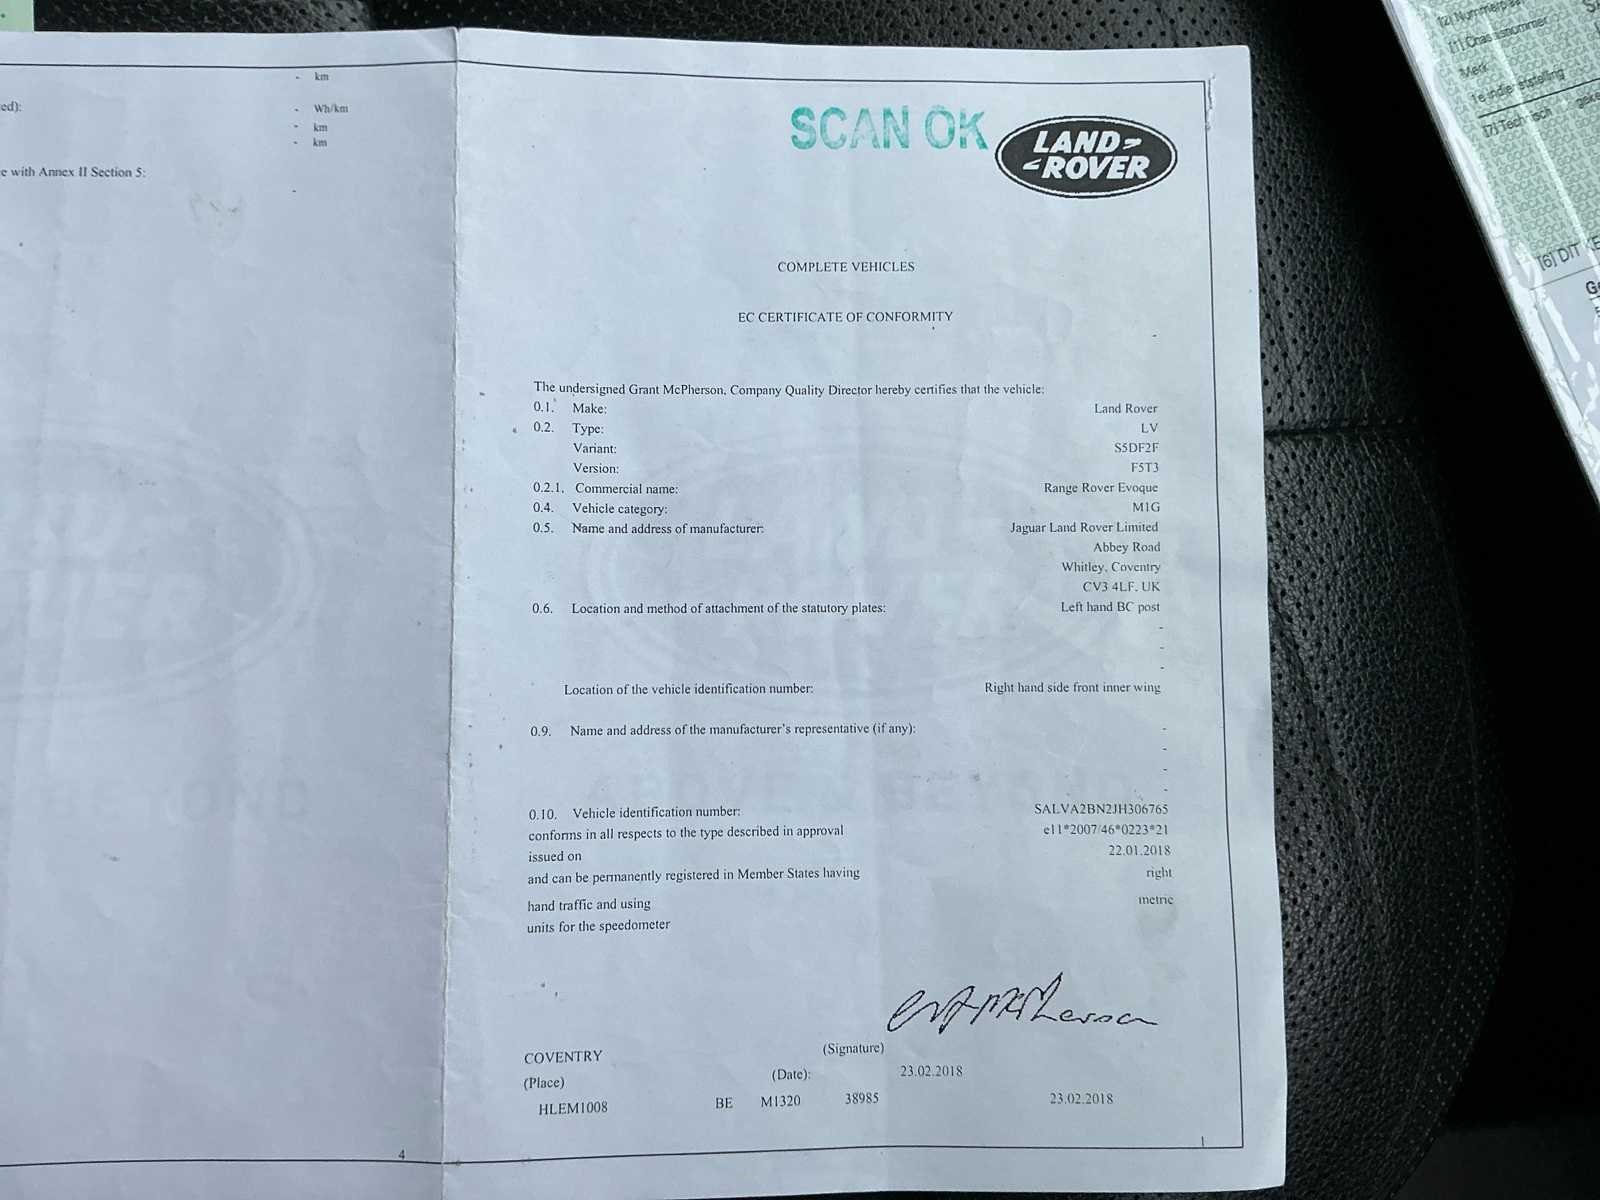 - km
ed):
- Wh/km
- km
- km
e with Annex II Section 5:
-
4
SCAN OK
LAND
ROVER
COMPLETE VEHICLES
EC CERTIFICATE OF CONFORMITY
-
The undersigned Grant McPherson, Company Quality Director hereby certifies that the vehicle:
0.1. Make: Land Rover
0.2. Type: LV
Variant: S5DF2F
Version: F5T3
0.2.1. Commercial name: Range Rover Evoque
0.4. Vehicle category: M1G
0.5. Name and address of manufacturer: Jaguar Land Rover Limited
Abbey Road
Whitley, Coventry
CV3 4LF, UK
0.6. Location and method of attachment of the statutory plates: Left hand BC post
-
-
-
Location of the vehicle identification number: Right hand side front inner wing
0.9. Name and address of the manufacturer's representative (if any): -
-
-
-
0.10. Vehicle identification number: SALVA2BN2JH306765
conforms in all respects to the type described in approval e11*2007/46*0223*21
issued on 22.01.2018
and can be permanently registered in Member States having right
hand traffic and using metric
units for the speedometer
COVENTRY (Signature)
(Place) (Date): 23.02.2018
HLEM1008 BE M1320 38985 23.02.2018
1
[1] Chassisnummer
Merk
1e indienststelling
[7] Technisch
[6] DIT